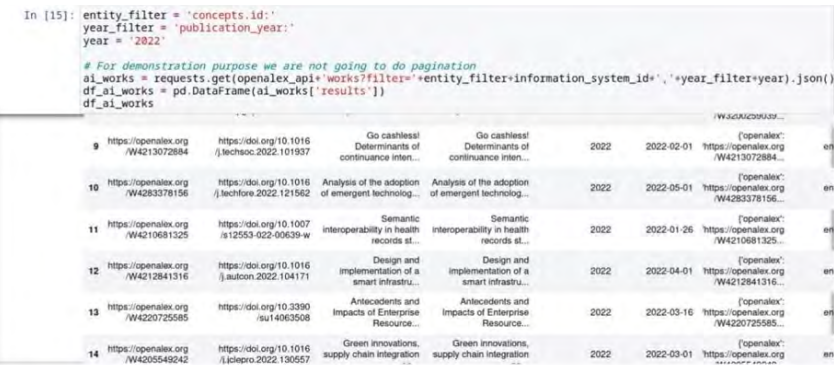 In [15]: entity_filter = 'concepts.id:'
year_filter = 'publication_year:'
year = '2022'
# For demonstration purpose we are not going to do pagination
ai_works = requests.get(openalex_api+'works?filter='+entity_filter+information_system_id+','+year_filter+year).json()
df_ai_works = pd.DataFrame(ai_works['results'])
df_ai_works
/W3200259039...
Go cashless! Go cashless! {'openalex':
9 https://openalex.org https://doi.org/10.1016 Determinants of Determinants of 2022 2022-02-01 'https://openalex.org en
/W4213072884 /j.techsoc.2022.101937 continuance inten... continuance inten... /W4213072884...
{'openalex':
10 https://openalex.org https://doi.org/10.1016 Analysis of the adoption Analysis of the adoption 2022 2022-05-01 'https://openalex.org en
/W4283378156 /j.techfore.2022.121562 of emergent technolog... of emergent technolog... /W4283378156...
Semantic Semantic {'openalex':
11 https://openalex.org https://doi.org/10.1007 interoperability in health interoperability in health 2022 2022-01-26 'https://openalex.org en
/W4210681325 /s12553-022-00639-w records st... records st... /W4210681325...
Design and Design and {'openalex':
12 https://openalex.org https://doi.org/10.1016 implementation of a implementation of a 2022 2022-04-01 'https://openalex.org en
/W4212841316 /j.autcon.2022.104171 smart infrastru... smart infrastru... /W4212841316...
Antecedents and Antecedents and {'openalex':
13 https://openalex.org https://doi.org/10.3390 Impacts of Enterprise Impacts of Enterprise 2022 2022-03-16 'https://openalex.org en
/W4220725585 /su14063508 Resource... Resource... /W4220725585...
Green innovations, Green innovations, {'openalex':
14 https://openalex.org https://doi.org/10.1016 supply chain integration supply chain integration 2022 2022-03-01 'https://openalex.org en
/W4205549242 /j.jclepro.2022.130557